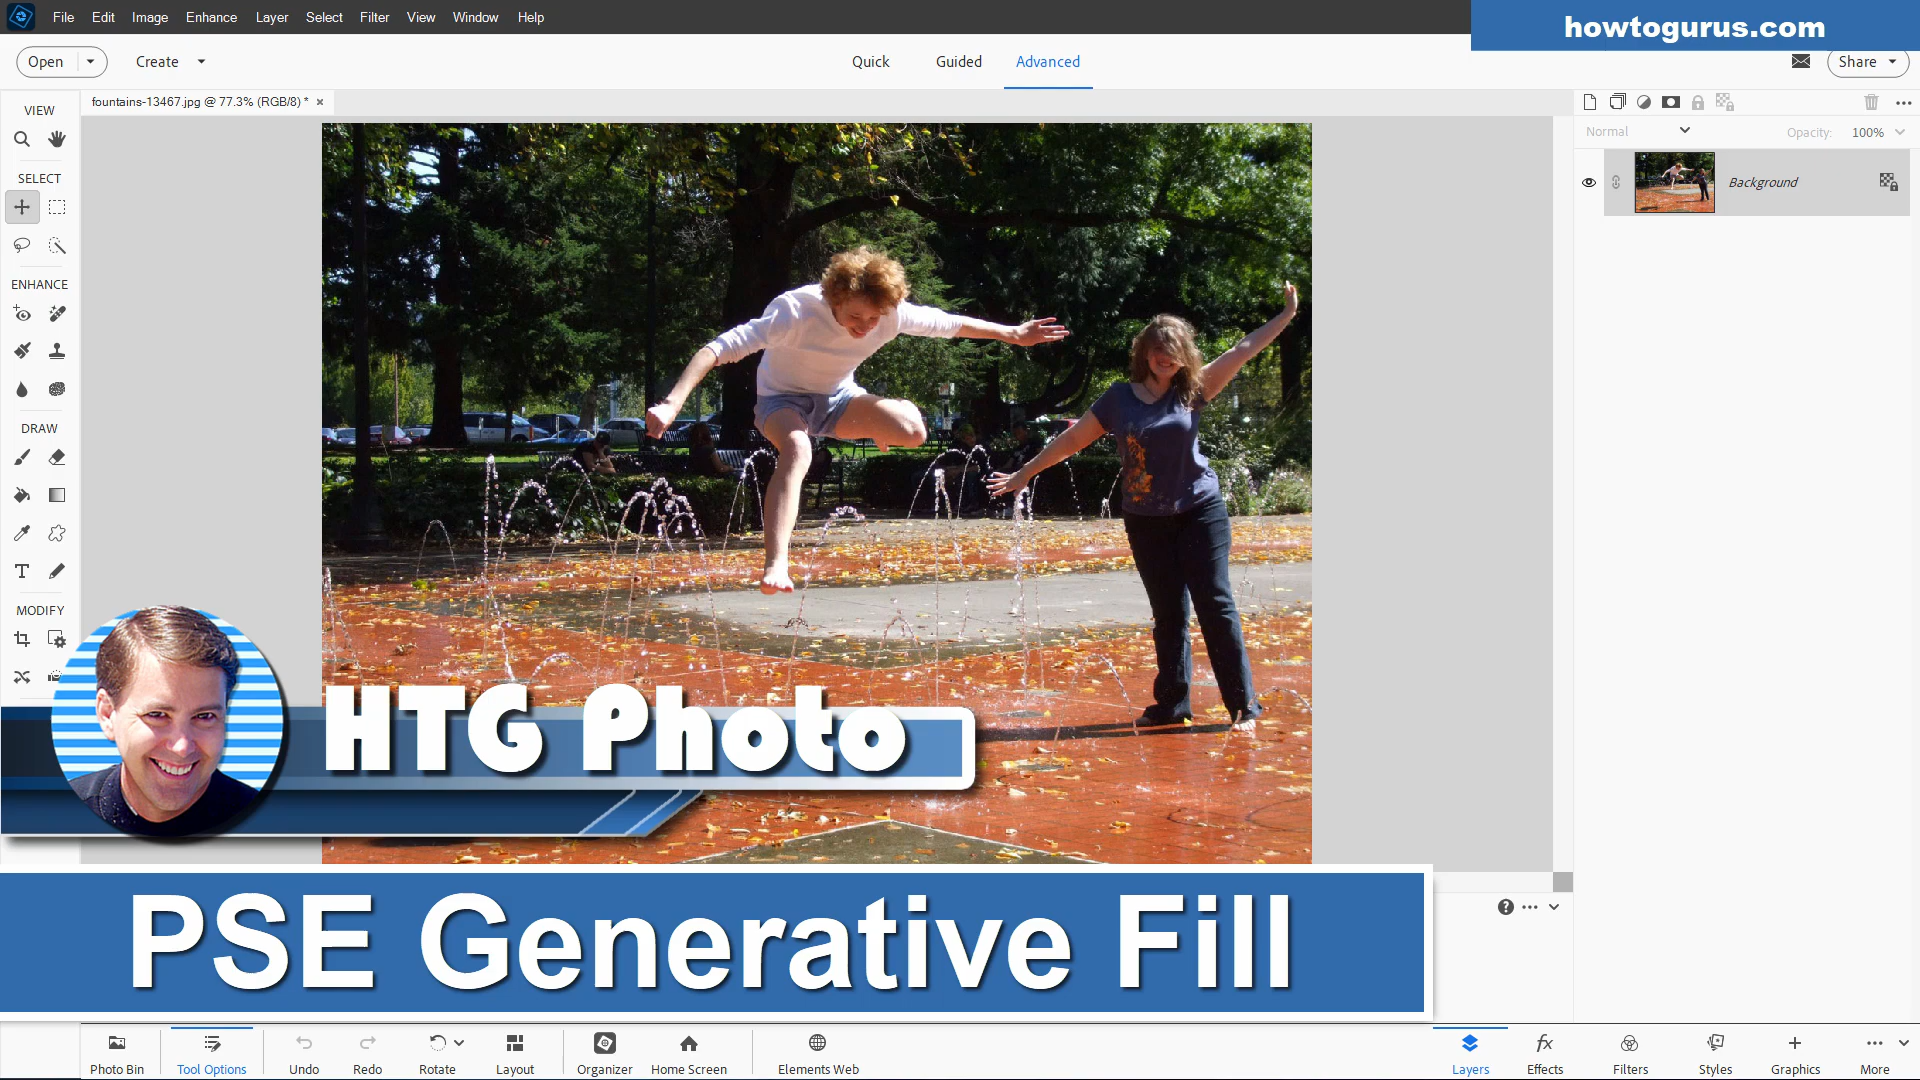 File Edit Image Enhance Layer Select Filter View Window Help
howtogurus.com
Open Create Quick Guided Advanced Share
VIEW
fountains-13467.jpg @ 77.3% (RGB/8) * ×
Normal Opacity: 100%
SELECT
Background
ENHANCE
DRAW
T
MODIFY
HTG Photo
PSE Generative Fill
Photo Bin Tool Options Undo Redo Rotate Layout Organizer Home Screen Elements Web
fx
Layers Effects Filters Styles Graphics More